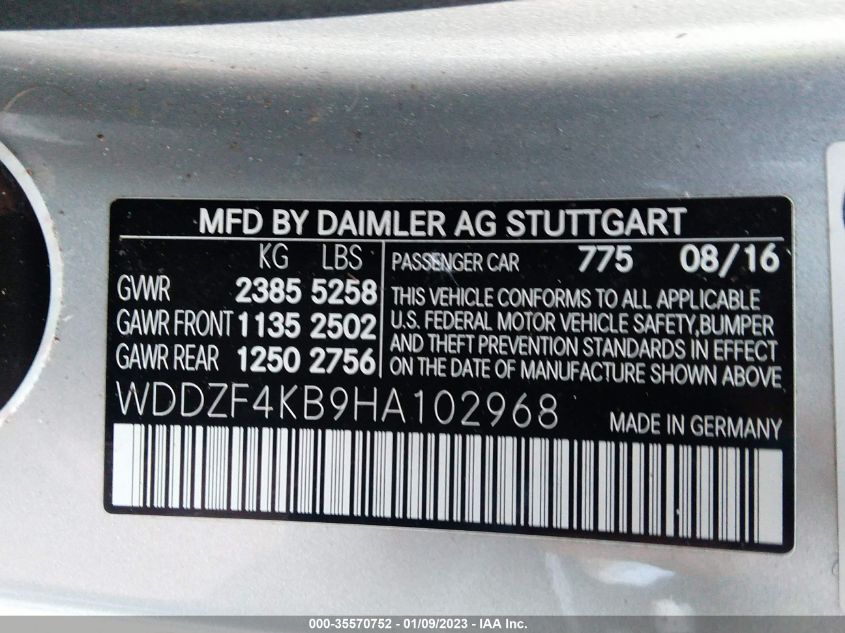 MFD BY DAIMLER AG STUTTGART
KG LBS
GVWR 2385 5258
GAWR FRONT 1135 2502
GAWR REAR 1250 2756
PASSENGER CAR 775 08/16
THIS VEHICLE CONFORMS TO ALL APPLICABLE
U.S. FEDERAL MOTOR VEHICLE SAFETY,BUMPER
AND THEFT PREVENTION STANDARDS IN EFFECT
ON THE DATE OF MANUFACTURE SHOWN ABOVE
WDDZF4KB9HA102968
MADE IN GERMANY
000-35570752 - 01/09/2023 - IAA Inc.